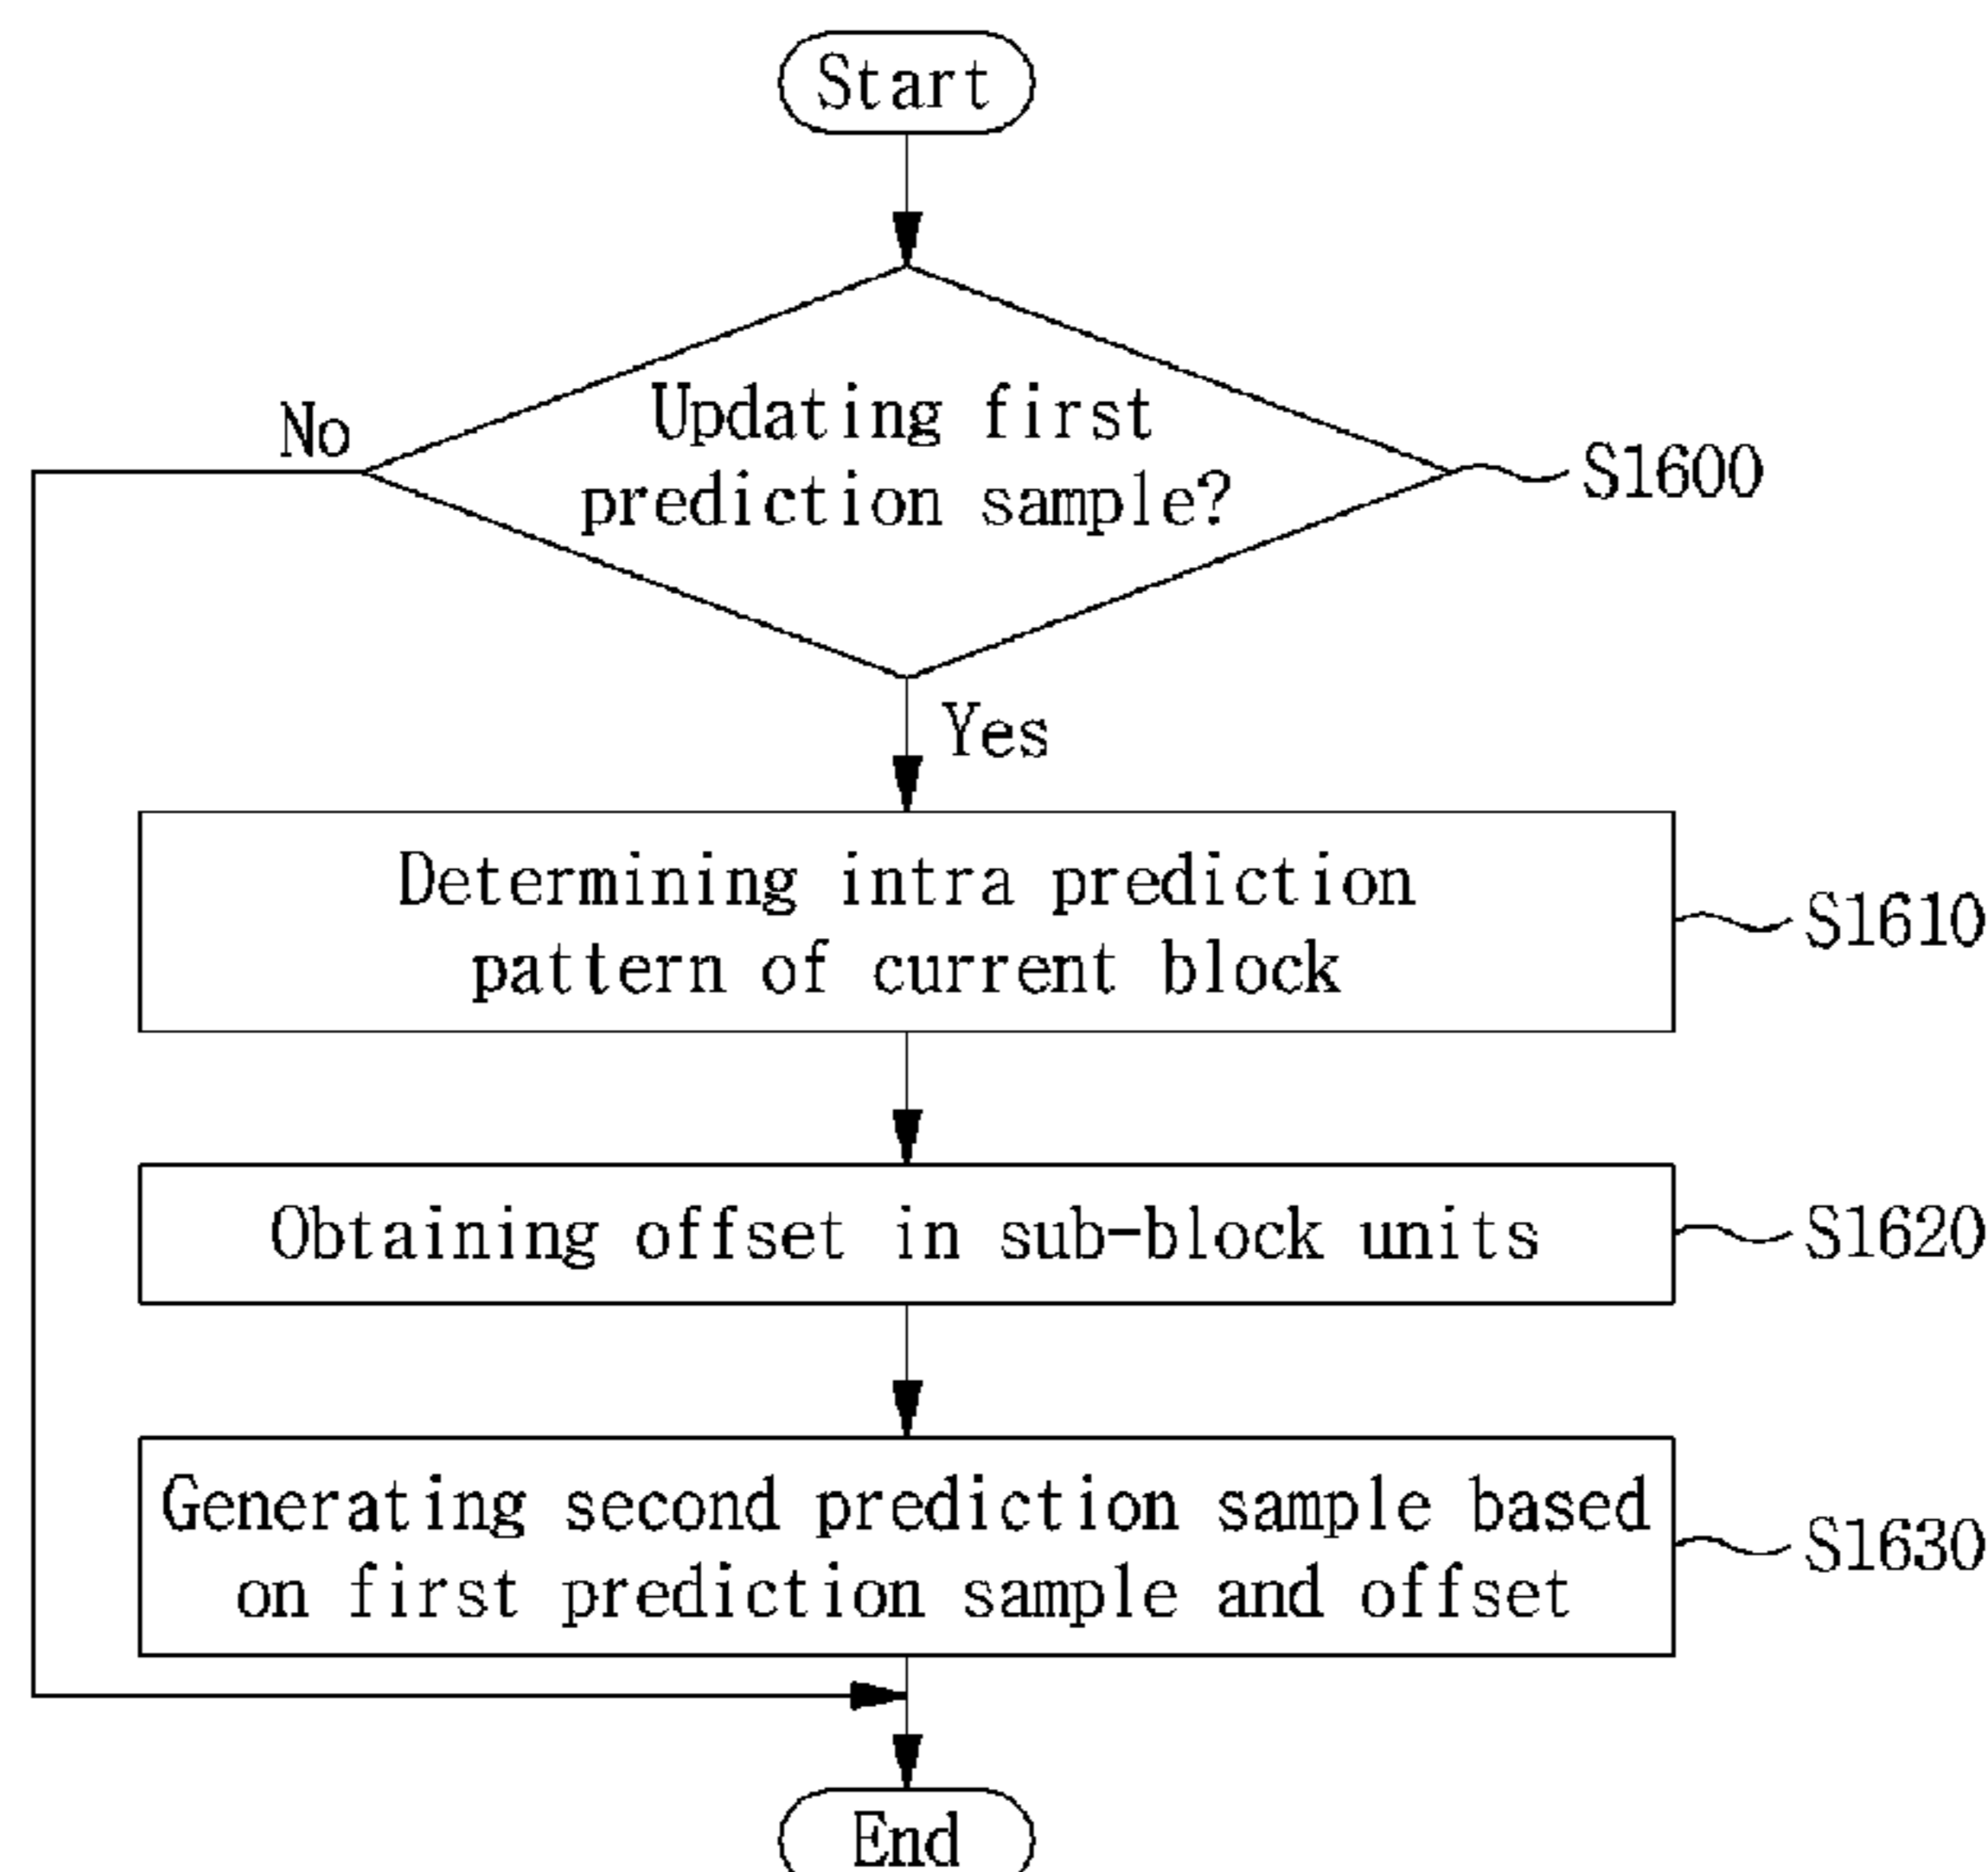 Start
Updating first
prediction sample?
No
S1600
Yes
Determining intra prediction
pattern of current block
S1610
Obtaining offset in sub-block units
S1620
Generating second prediction sample based
on first prediction sample and offset
S1630
End